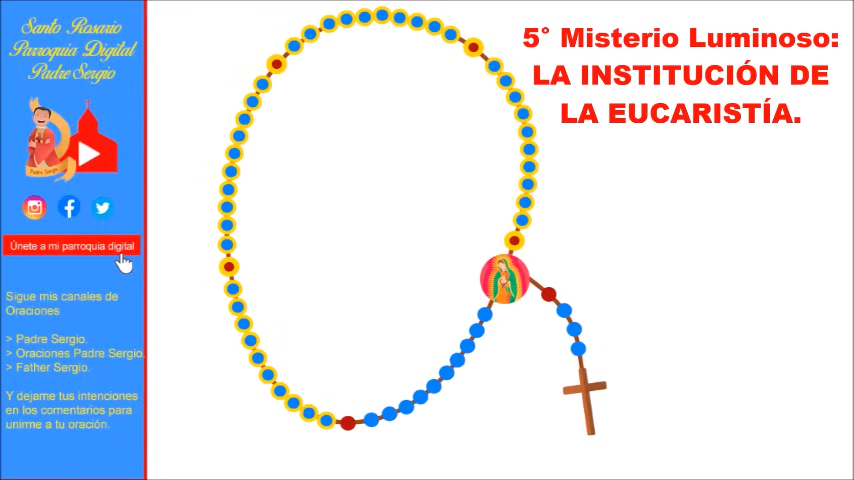 Santo Rosario
Parroquia Digital
Padre Sergio
Padre Sergio
Únete a mi parroquia digital
Sigue mis canales de
Oraciones
> Padre Sergio.
> Oraciones Padre Sergio.
> Father Sergio.
Y dejame tus intenciones
en los comentarios para
unirme a tu oración.
5° Misterio Luminoso:
LA INSTITUCIÓN DE
LA EUCARISTÍA.